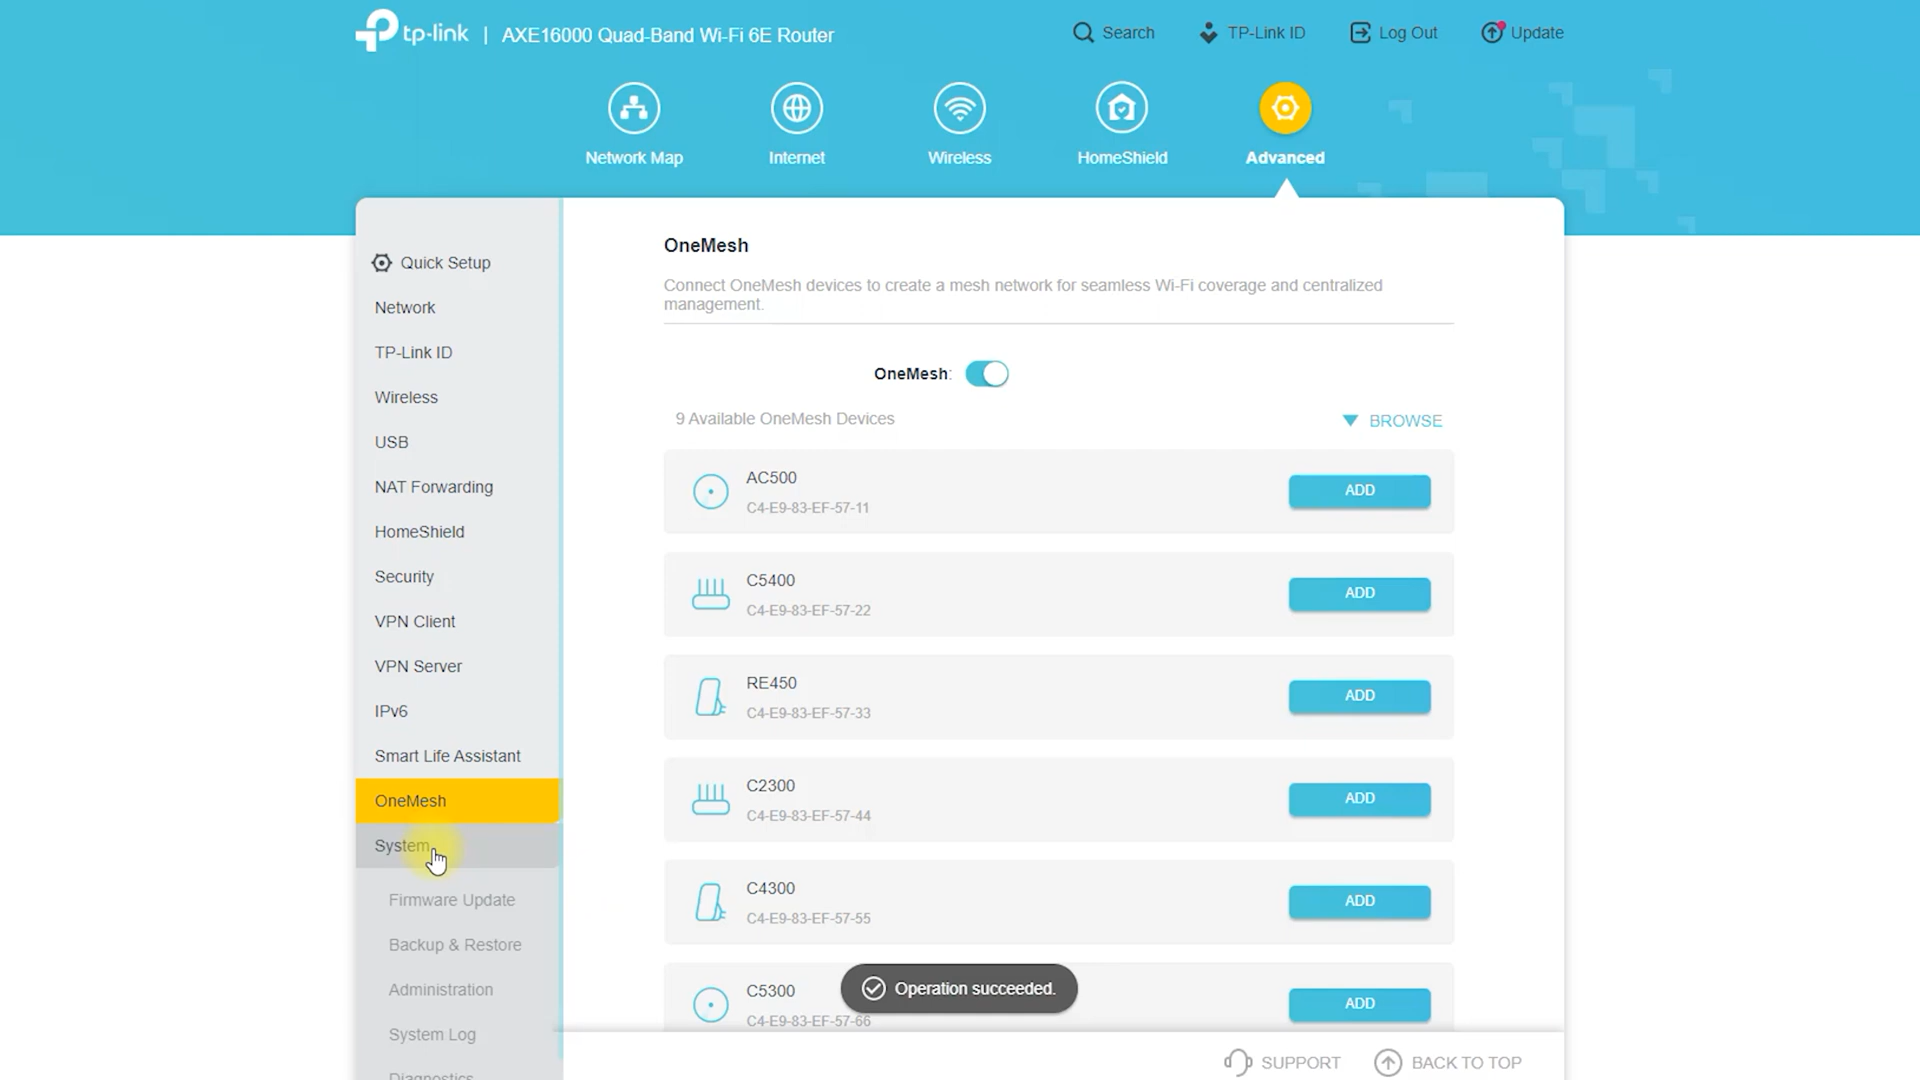 tp-link | AXE16000 Quad-Band Wi-Fi 6E Router
Search
TP-Link ID
Log Out
Update
Network Map
Internet
Wireless
HomeShield
Advanced
Quick Setup
Network
TP-Link ID
Wireless
USB
NAT Forwarding
HomeShield
Security
VPN Client
VPN Server
IPv6
Smart Life Assistant
OneMesh
System
Firmware Update
Backup & Restore
Administration
System Log
Diagnostics
OneMesh
Connect OneMesh devices to create a mesh network for seamless Wi-Fi coverage and centralized
management.
OneMesh:
9 Available OneMesh Devices
BROWSE
AC500
C4-E9-83-EF-57-11
ADD
C5400
C4-E9-83-EF-57-22
ADD
RE450
C4-E9-83-EF-57-33
ADD
C2300
C4-E9-83-EF-57-44
ADD
C4300
C4-E9-83-EF-57-55
ADD
C5300
C4-E9-83-EF-57-66
ADD
Operation succeeded.
SUPPORT
BACK TO TOP